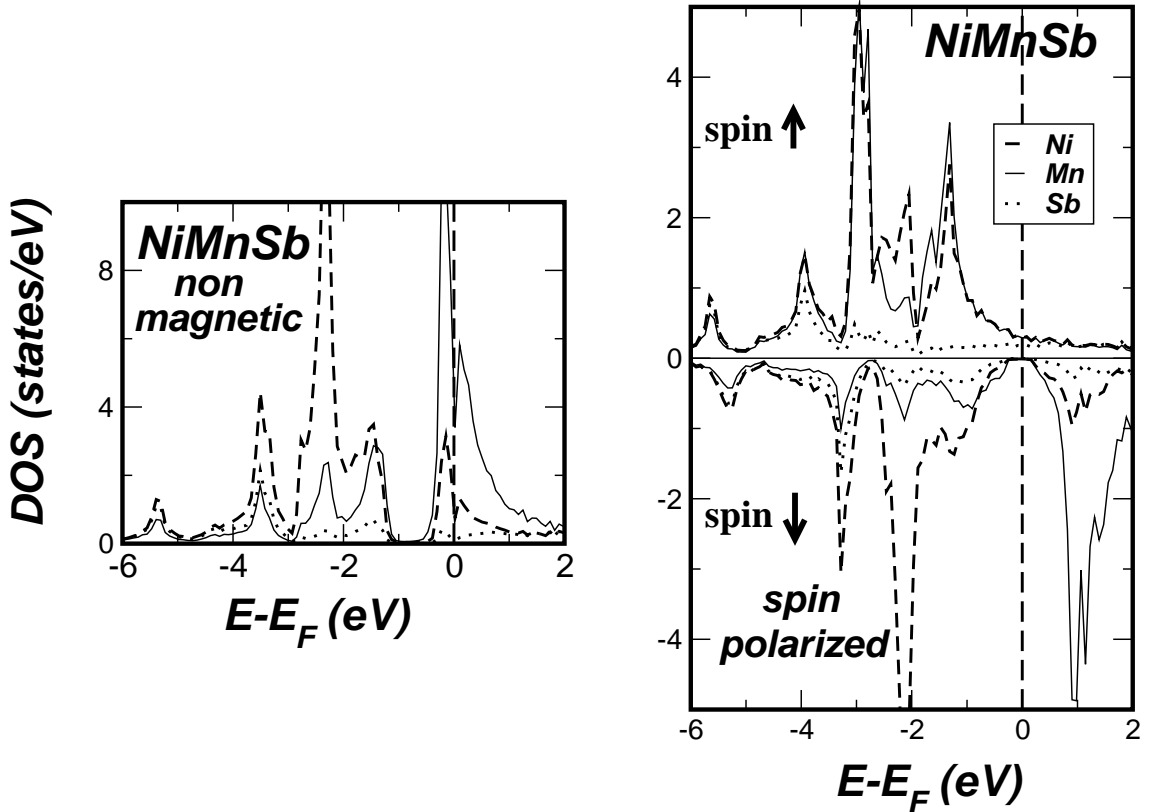 NiMnSb
non
magnetic
DOS (states/eV)
8
4
0
-6 -4 -2 0 2
E-E_F (eV)
NiMnSb
spin ↑
Ni
Mn
Sb
4
2
0
-2
-4
spin ↓
spin
polarized
-6 -4 -2 0 2
E-E_F (eV)